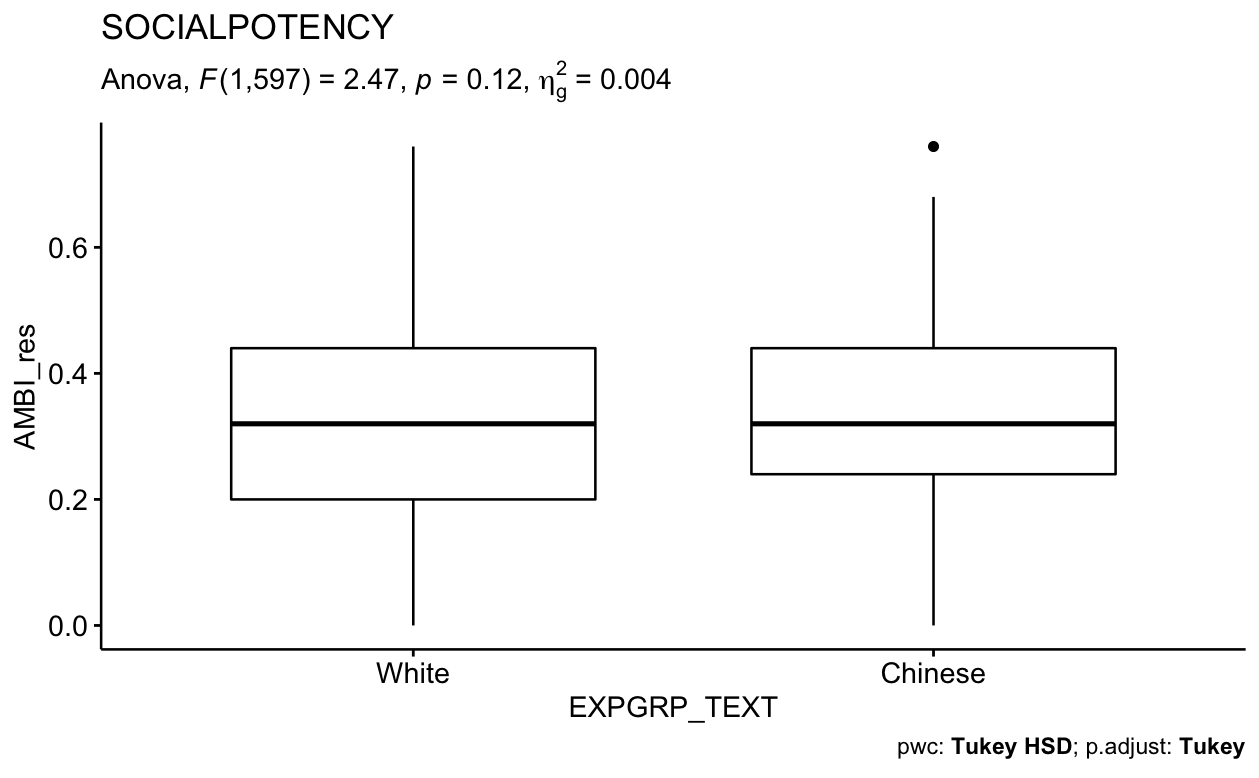 SOCIALPOTENCY
Anova, F(1,597) = 2.47, p = 0.12, η²g = 0.004
AMBI_res
0.6
0.4
0.2
0.0
White
Chinese
EXPGRP_TEXT
pwc: Tukey HSD; p.adjust: Tukey